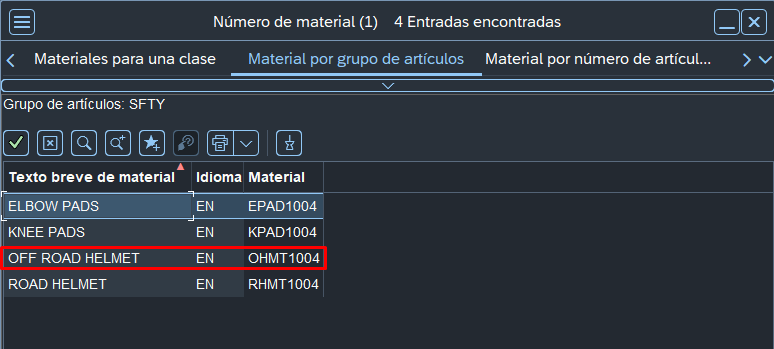 Número de material (1) 4 Entradas encontradas
Materiales para una clase Material por grupo de artículos Material por número de artícul...
Grupo de artículos: SFTY
Texto breve de material Idioma Material
ELBOW PADS EN EPAD1004
KNEE PADS EN KPAD1004
OFF ROAD HELMET EN OHMT1004
ROAD HELMET EN RHMT1004